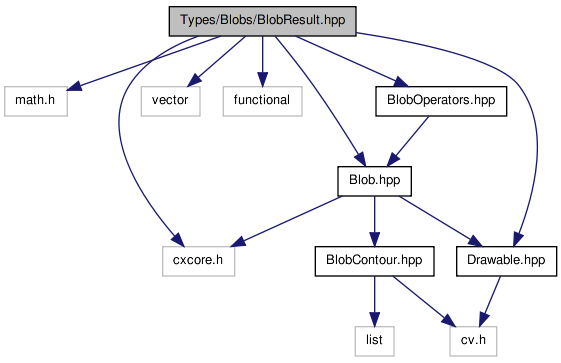 Types/Blobs/BlobResult.hpp
math.h
vector
functional
BlobOperators.hpp
Blob.hpp
cxcore.h
BlobContour.hpp
Drawable.hpp
list
cv.h